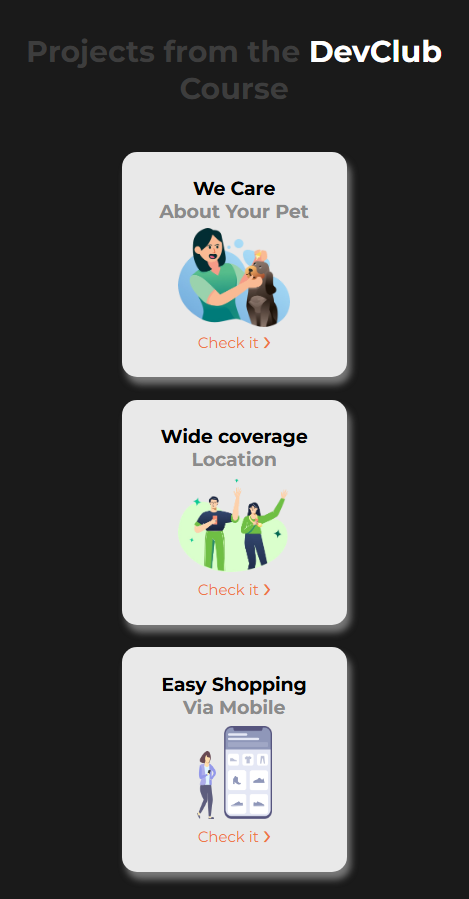 Projects from the DevClub
Course
We Care
About Your Pet
Check it ›
Wide coverage
Location
Check it ›
Easy Shopping
Via Mobile
Check it ›